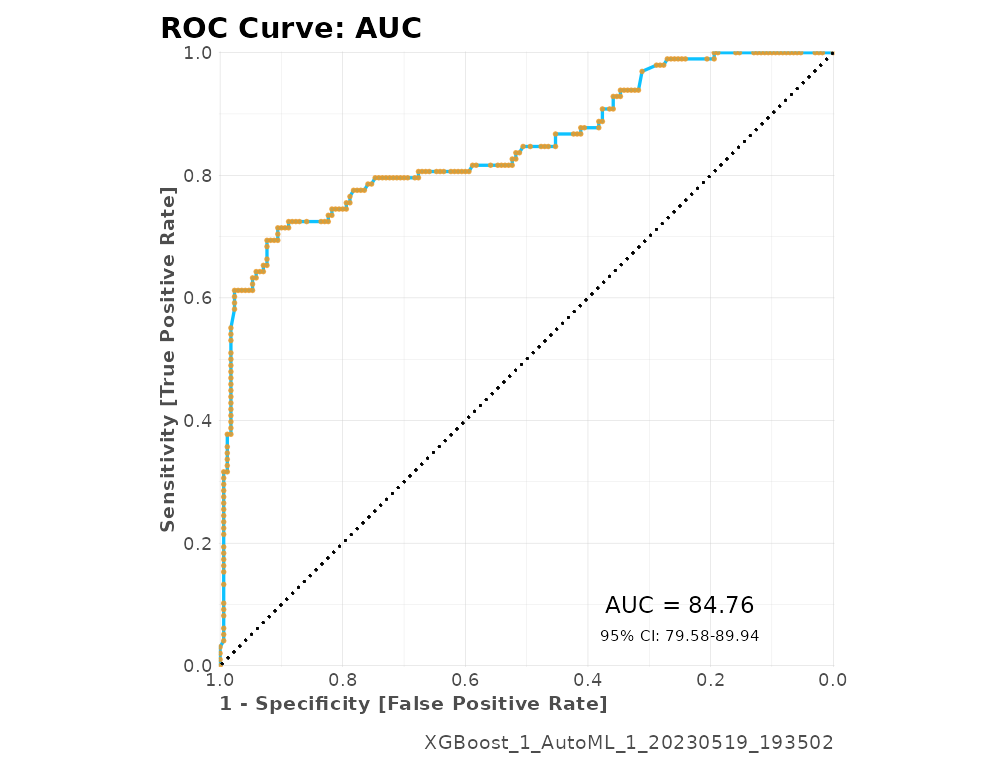 ROC Curve: AUC
Sensitivity [True Positive Rate]
1.0
0.8
0.6
0.4
0.2
0.0
AUC = 84.76
95% CI: 79.58-89.94
1.0 0.8 0.6 0.4 0.2 0.0
1 - Specificity [False Positive Rate]
XGBoost_1_AutoML_1_20230519_193502